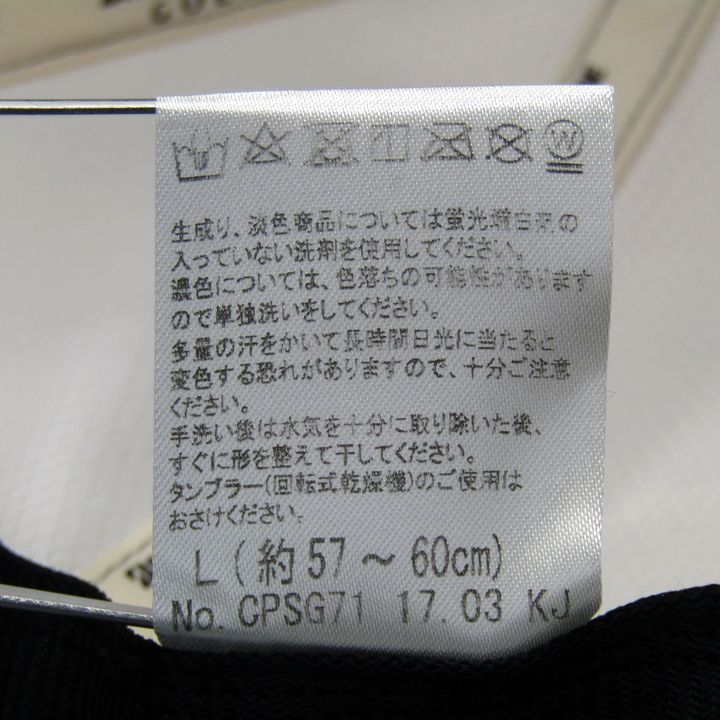 生成り、淡色商品については蛍光増白剤の
入っていない洗剤を使用してください。
濃色については、色落ちの可能性があります
ので単独洗いをしてください。
多量の汗をかいて長時間日光に当たると
変色する恐れがありますので、十分ご注意
ください。
手洗い後は水気を十分に取り除いた後、
すぐに形を整えて干してください。
タンブラー(回転式乾燥機)のご使用は
おさけください。
L(約57~60cm)
No. CPSG71 17.03 KJ